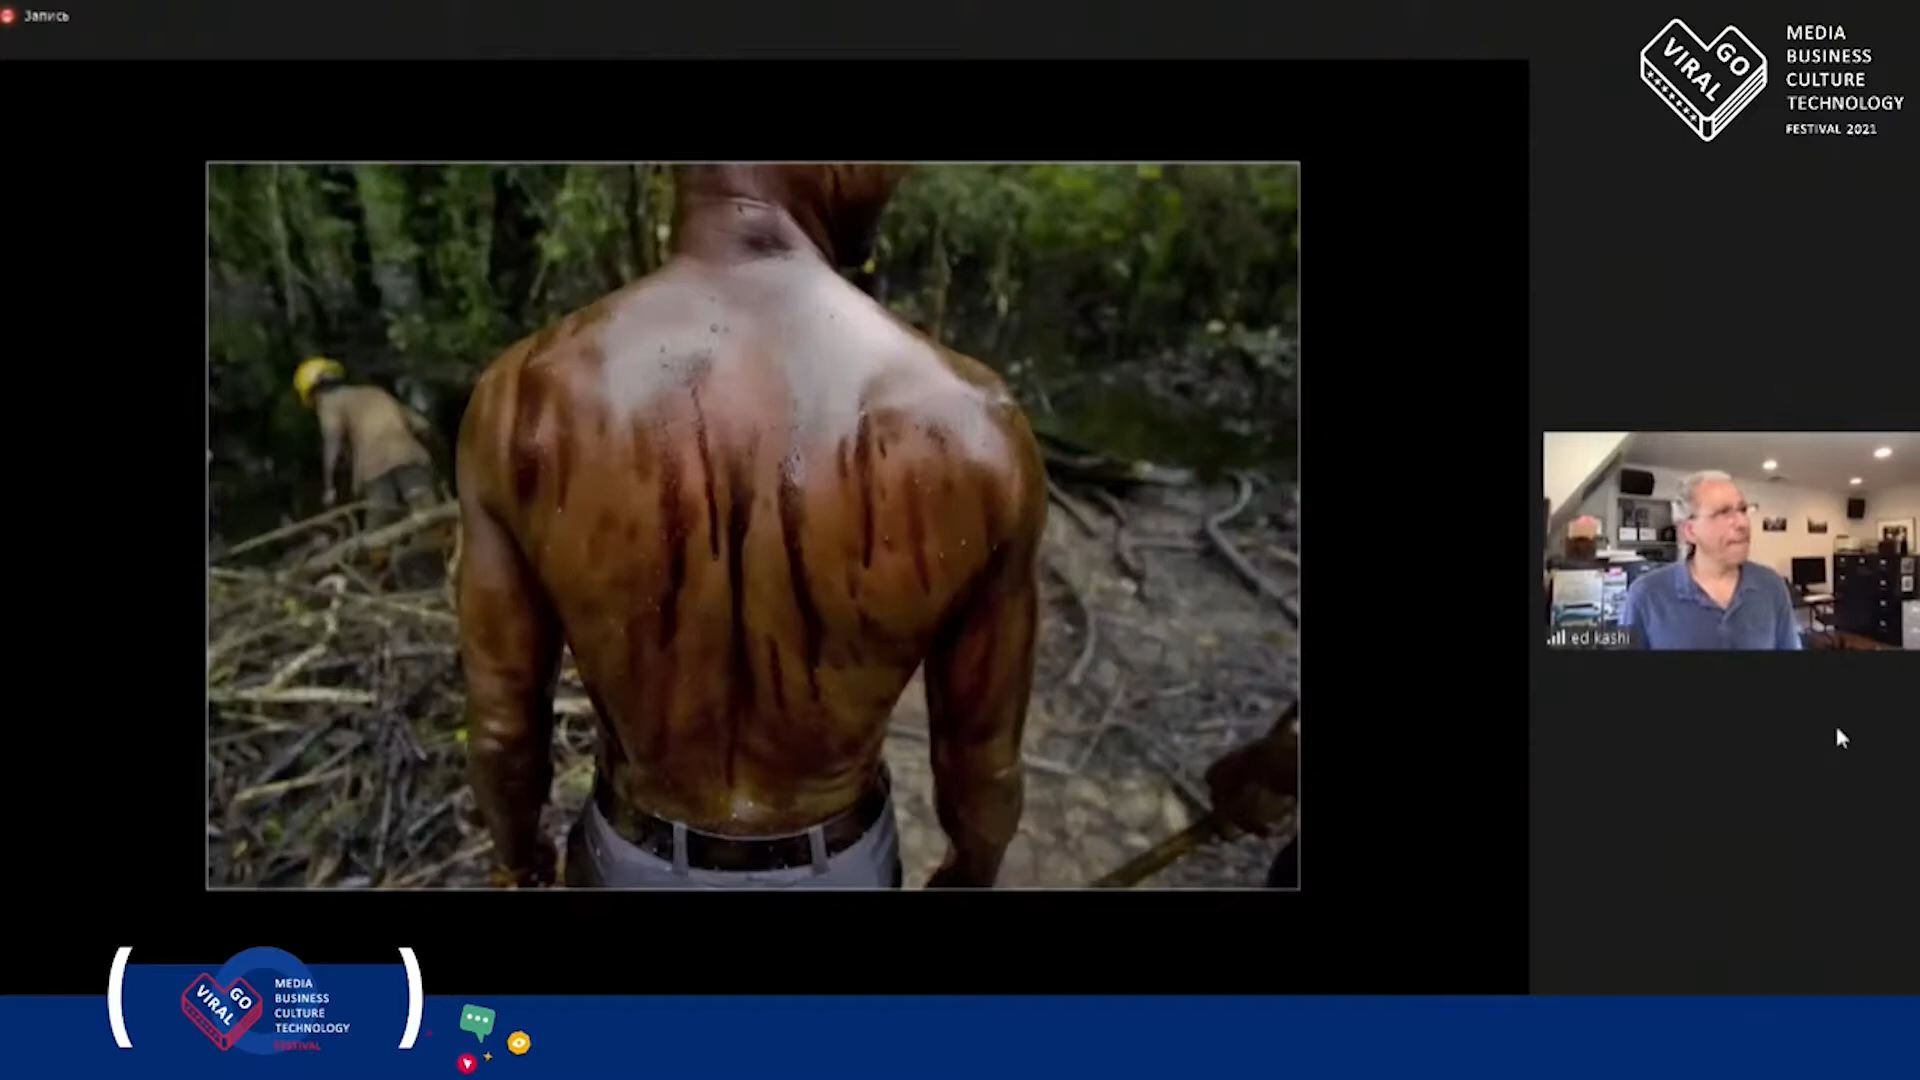 Запись
VIRAL GO
MEDIA
BUSINESS
CULTURE
TECHNOLOGY
FESTIVAL 2021
ed kashi
VIRAL GO
MEDIA
BUSINESS
CULTURE
TECHNOLOGY
FESTIVAL